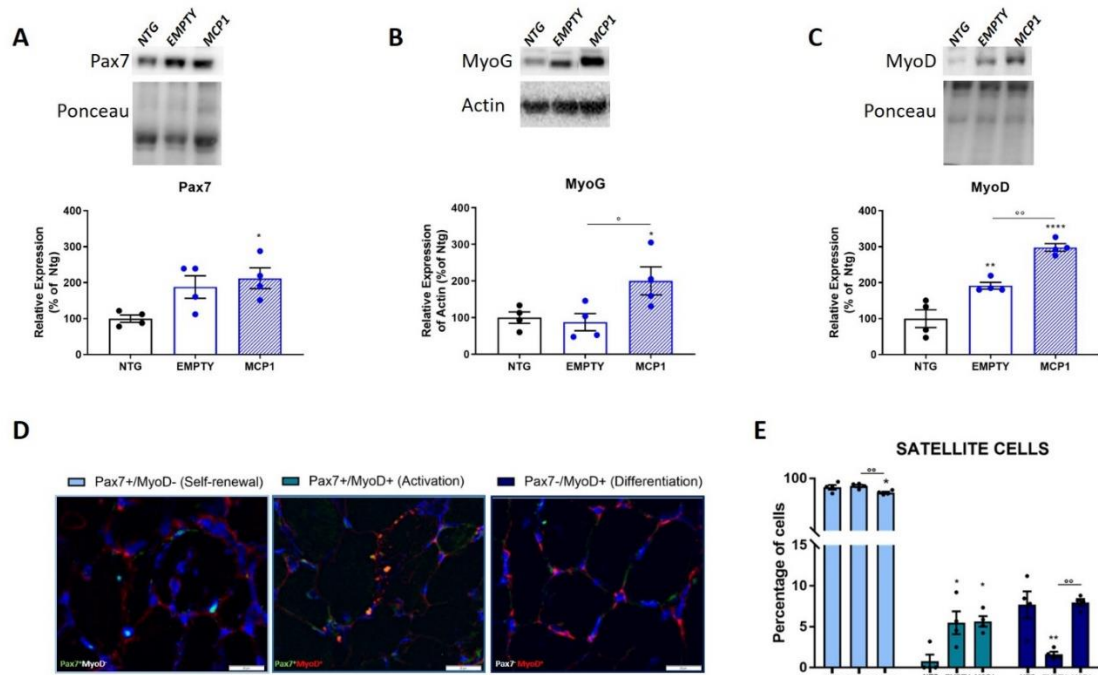 A
NTG EMPTY MCP1
Pax7
Ponceau
Pax7
Relative Expression
(% of Ntg)
400
300
200
100
0
*
NTG EMPTY MCP1
B
NTG EMPTY MCP1
MyoG
Actin
MyoG
Relative Expression
of Actin (%of Ntg)
400
300
200
100
0
° *
NTG EMPTY MCP1
C
NTG EMPTY MCP1
MyoD
Ponceau
MyoD
Relative Expression
(% of Ntg)
400
300
200
100
0
** °° ****
NTG EMPTY MCP1
D
Pax7+/MyoD- (Self-renewal) Pax7+/MyoD+ (Activation) Pax7-/MyoD+ (Differentiation)
Pax7⁺MyoD⁻ Pax7⁺MyoD⁺ Pax7⁻MyoD⁺
E
SATELLITE CELLS
Percentage of cells
100
15
10
5
0
°° * * * ** °°